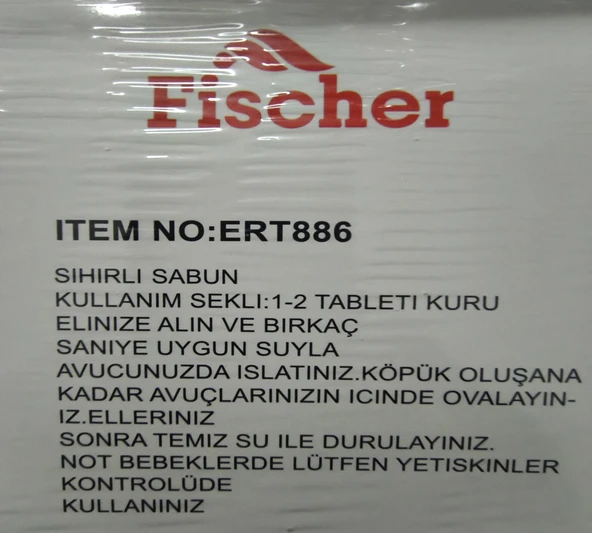 Fischer
ITEM NO:ERT886
SIHIRLI SABUN
KULLANIM SEKLI:1-2 TABLETI KURU
ELINIZE ALIN VE BIRKAÇ
SANIYE UYGUN SUYLA
AVUCUNUZDA ISLATINIZ.KÖPÜK OLUŞANA
KADAR AVUÇLARINIZIN ICINDE OVALAYIN-
IZ.ELLERINIZ
SONRA TEMIZ SU ILE DURULAYINIZ.
NOT BEBEKLERDE LÜTFEN YETISKINLER
KONTROLÜDE
KULLANINIZ